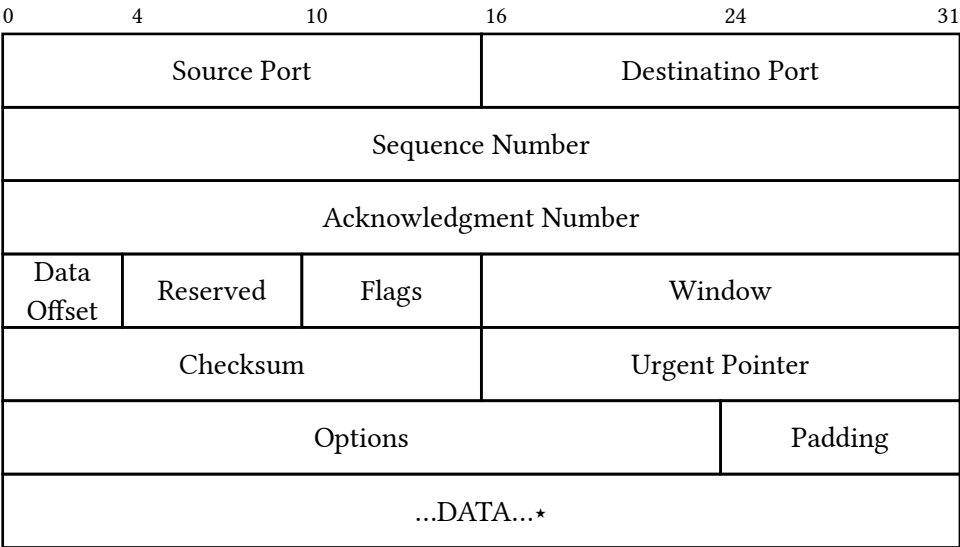 0 4 10 16 24 31
Source Port Destinatino Port
Sequence Number
Acknowledgment Number
Data
Offset Reserved Flags Window
Checksum Urgent Pointer
Options Padding
...DATA...⋆